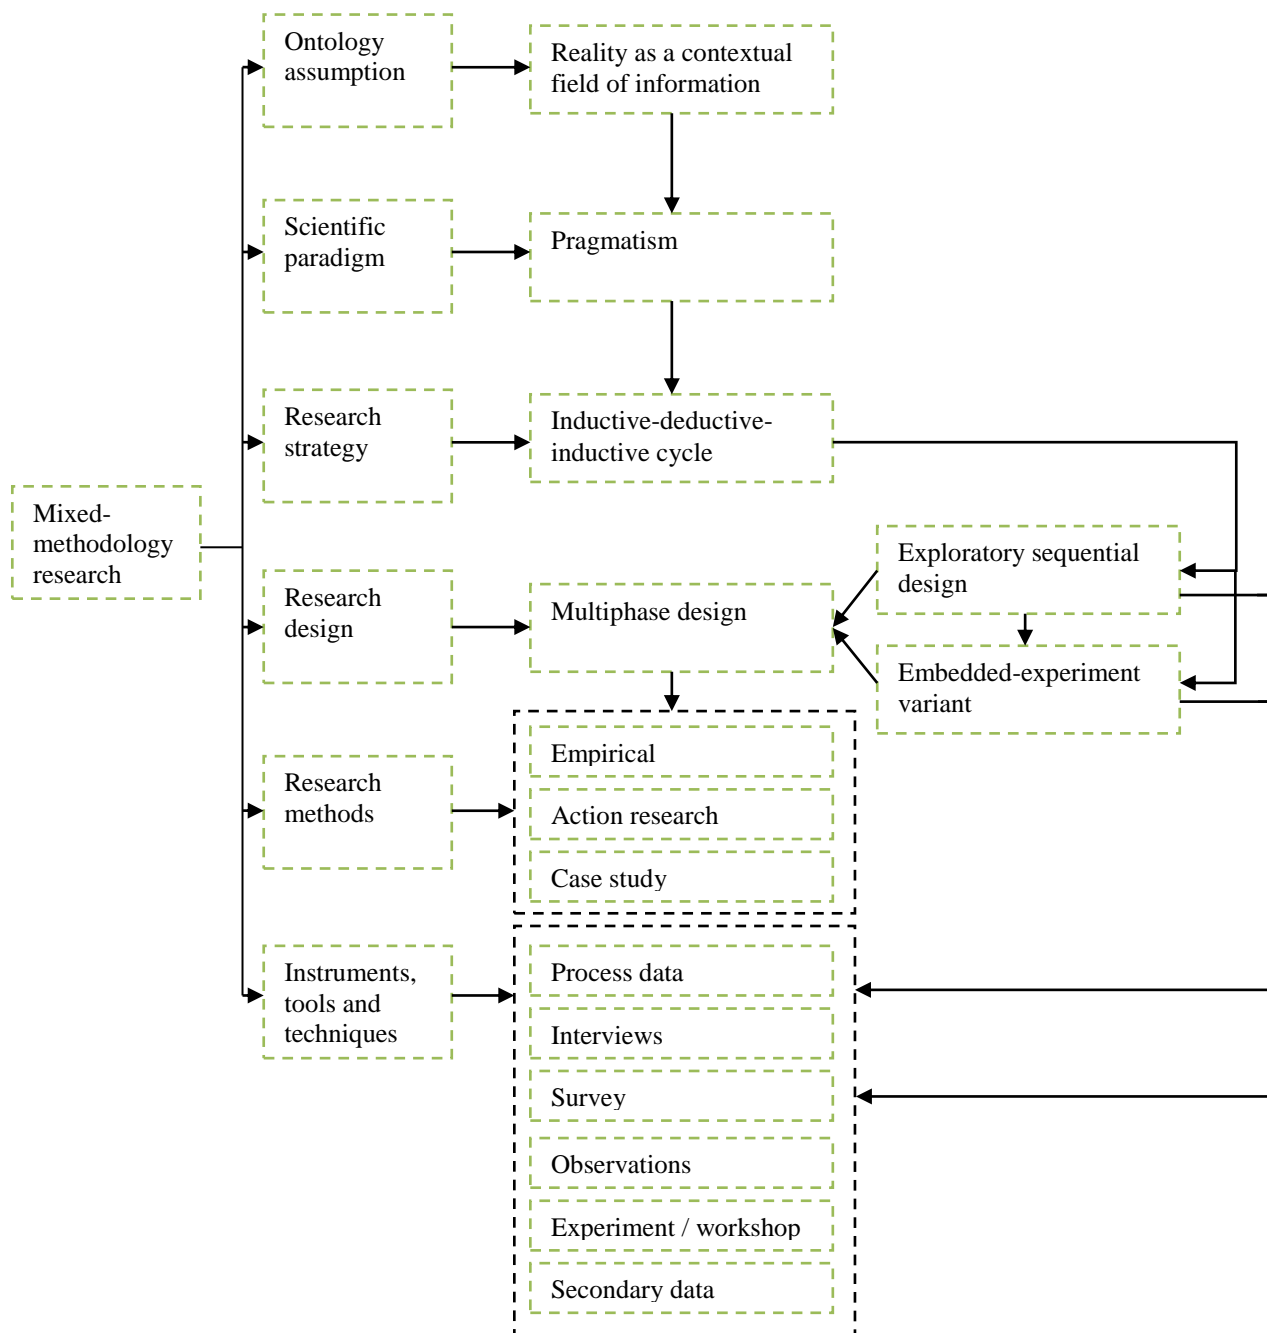 Ontology
assumption
Reality as a contextual
field of information
Scientific
paradigm
Pragmatism
Research
strategy
Inductive-deductive-
inductive cycle
Mixed-
methodology
research
Exploratory sequential
design
Research
design
Multiphase design
Embedded-experiment
variant
Research
methods
Empirical
Action research
Case study
Instruments,
tools and
techniques
Process data
Interviews
Survey
Observations
Experiment / workshop
Secondary data